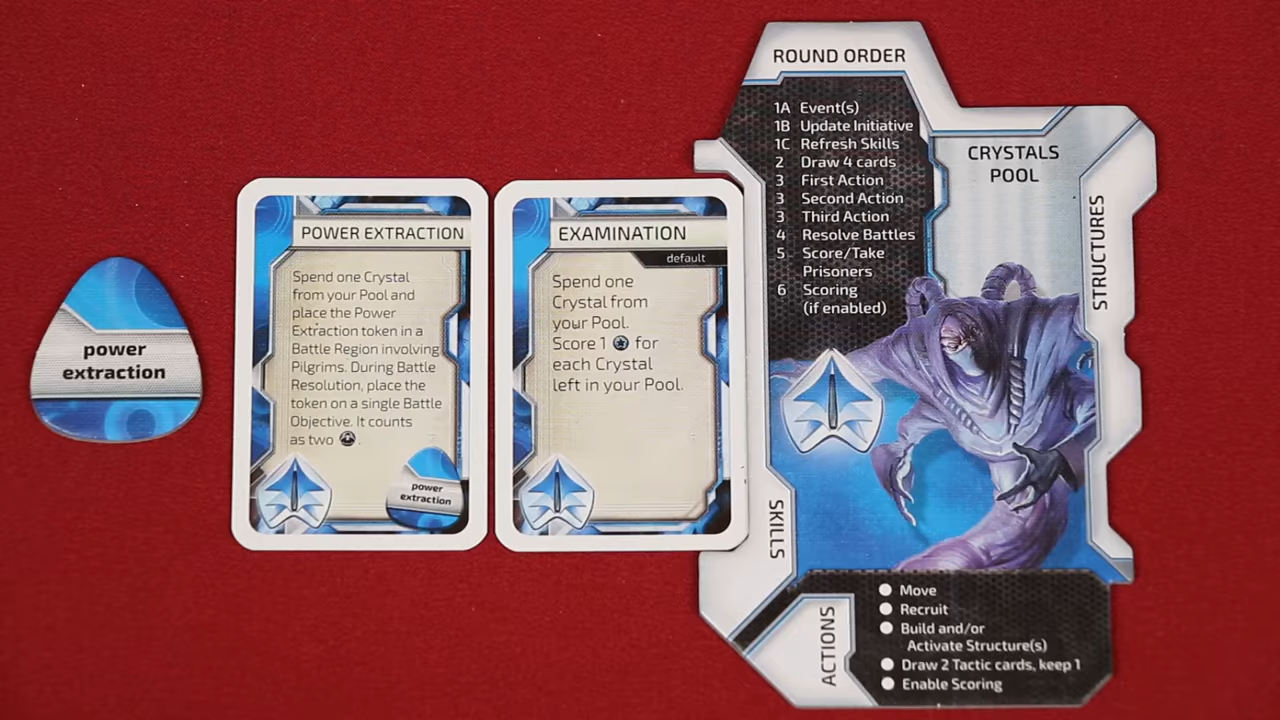 power
extraction
POWER EXTRACTION
Spend one Crystal
from your Pool and
place the Power
Extraction token in a
Battle Region involving
Pilgrims. During Battle
Resolution, place the
token on a single Battle
Objective. It counts
as two .
power
extraction
EXAMINATION
default
Spend one
Crystal from
your Pool.
Score 1 for
each Crystal
left in your Pool.
ROUND ORDER
1A Event(s)
1B Update Initiative
1C Refresh Skills
2 Draw 4 cards
3 First Action
3 Second Action
3 Third Action
4 Resolve Battles
5 Score/Take
Prisoners
6 Scoring
(if enabled)
CRYSTALS
POOL
STRUCTURES
SKILLS
ACTIONS
Move
Recruit
Build and/or
Activate Structure(s)
Draw 2 Tactic cards, keep 1
Enable Scoring